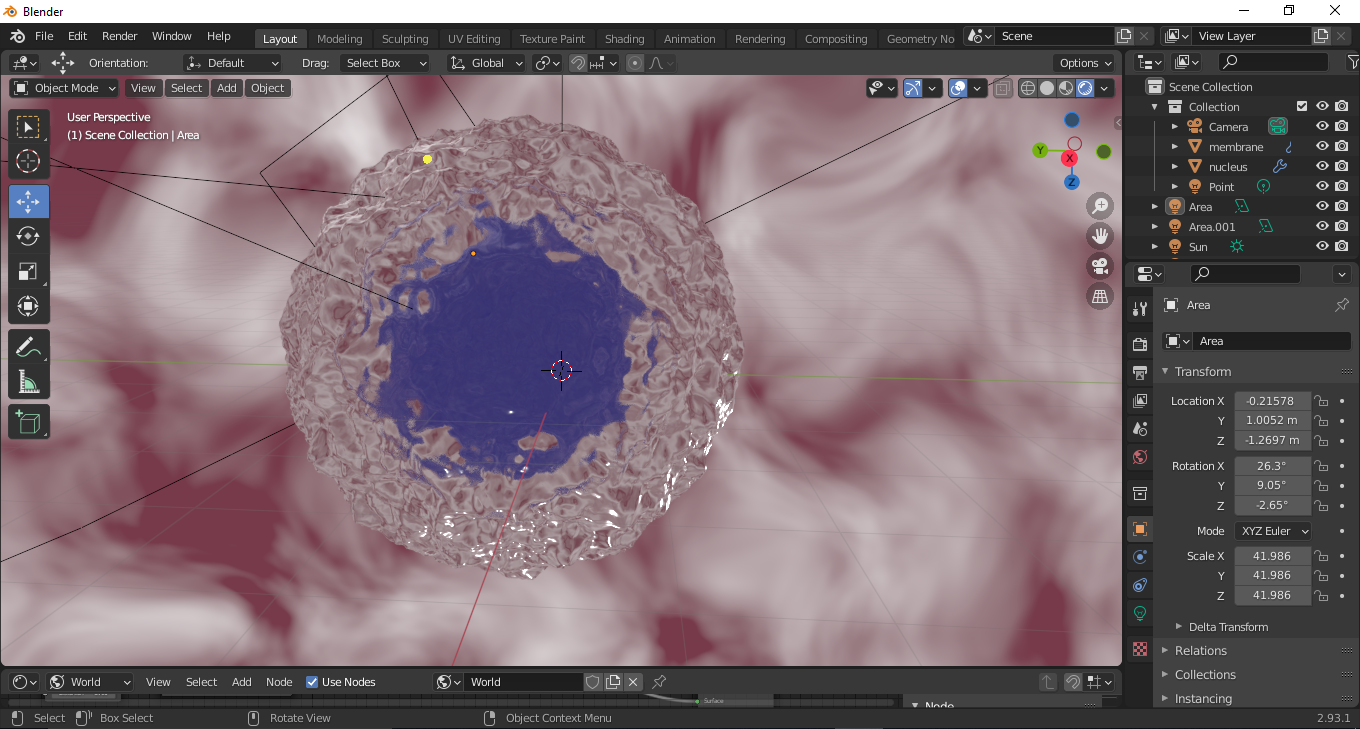 Blender
File Edit Render Window Help Layout Modeling Sculpting UV Editing Texture Paint Shading Animation Rendering Compositing Geometry No Scene View Layer
Orientation: Default Drag: Select Box Global Options
Object Mode View Select Add Object
User Perspective
(1) Scene Collection | Area
Y
X
Z
Scene Collection
Collection
Camera
membrane
nucleus
Point
Area
Area.001
Sun
Area
Area
Transform
Location X -0.21578
Y 1.0052 m
Z -1.2697 m
Rotation X 26.3°
Y 9.05°
Z -2.65°
Mode XYZ Euler
Scale X 41.986
Y 41.986
Z 41.986
Delta Transform
Relations
Collections
Instancing
World View Select Add Node Use Nodes World
Surface
Node
Select Box Select Rotate View Object Context Menu 2.93.1